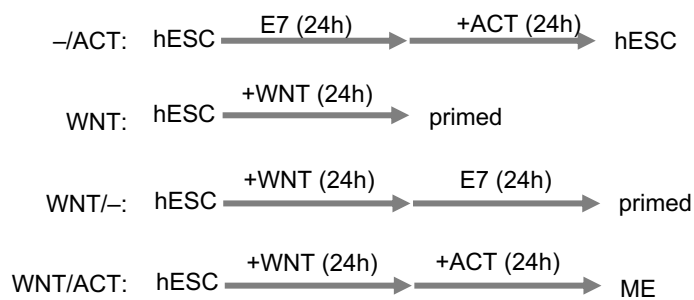 –/ACT: hESC E7 (24h) +ACT (24h) hESC
WNT: hESC +WNT (24h) primed
WNT/–: hESC +WNT (24h) E7 (24h) primed
WNT/ACT: hESC +WNT (24h) +ACT (24h) ME